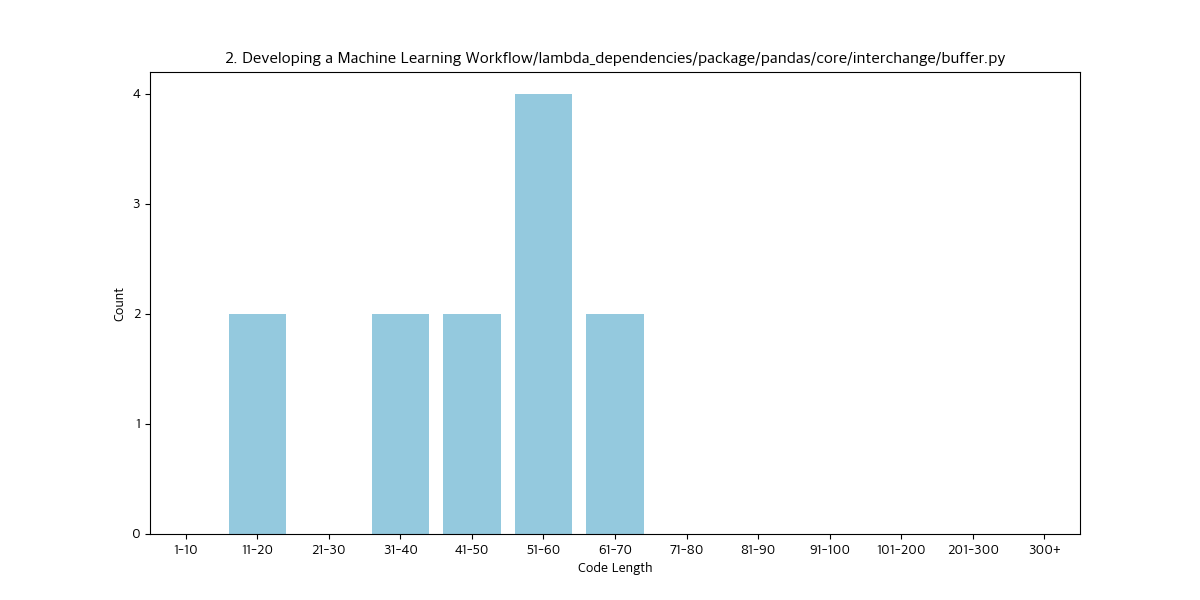 2. Developing a Machine Learning Workflow/lambda_dependencies/package/pandas/core/interchange/buffer.py
4
3
2
1
0
Count
1-10 11-20 21-30 31-40 41-50 51-60 61-70 71-80 81-90 91-100 101-200 201-300 300+
Code Length